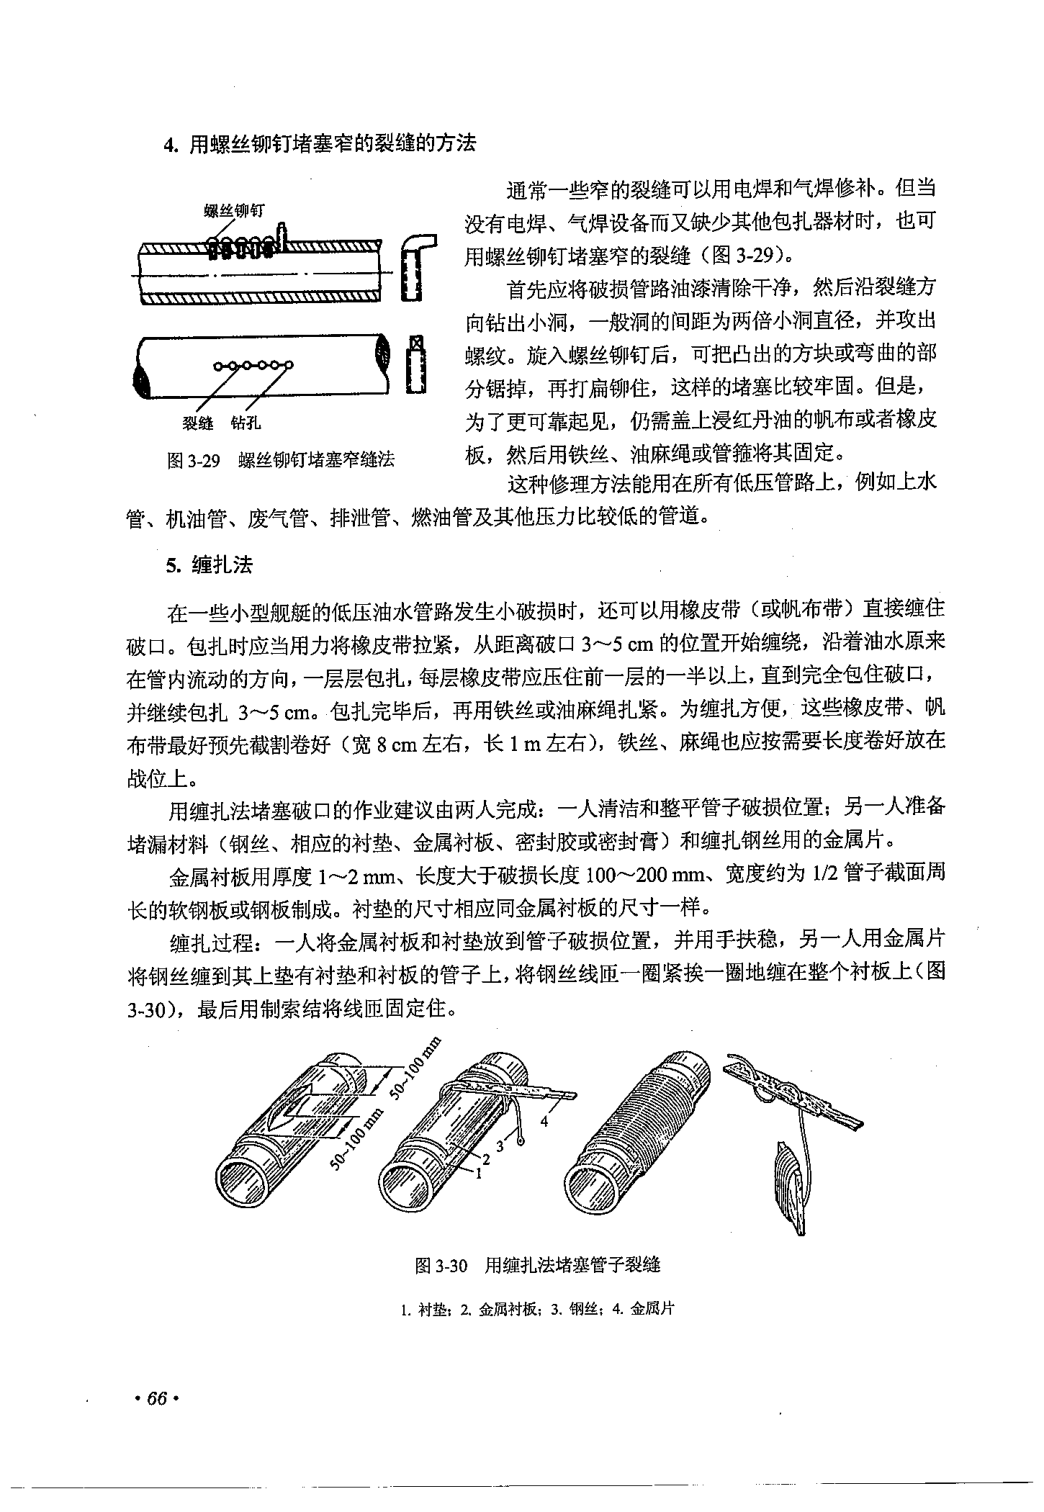 4. 用螺丝铆钉堵塞窄的裂缝的方法
螺丝铆钉
裂缝 钻孔
图 3-29 螺丝铆钉堵塞窄缝法
通常一些窄的裂缝可以用电焊和气焊修补。但当
没有电焊、气焊设备而又缺少其他包扎器材时，也可
用螺丝铆钉堵塞窄的裂缝（图 3-29）。
首先应将破损管路油漆清除干净，然后沿裂缝方
向钻出小洞，一般洞的间距为两倍小洞直径，并攻出
螺纹。旋入螺丝铆钉后，可把凸出的方块或弯曲的部
分锯掉，再打扁铆住，这样的堵塞比较牢固。但是，
为了更可靠起见，仍需盖上浸红丹油的帆布或者橡皮
板，然后用铁丝、油麻绳或管箍将其固定。
这种修理方法能用在所有低压管路上，例如上水
管、机油管、废气管、排泄管、燃油管及其他压力比较低的管道。
5. 缠扎法
在一些小型舰艇的低压油水管路发生小破损时，还可以用橡皮带（或帆布带）直接缠住
破口。包扎时应当用力将橡皮带拉紧，从距离破口 3～5 cm 的位置开始缠绕，沿着油水原来
在管内流动的方向，一层层包扎，每层橡皮带应压住前一层的一半以上，直到完全包住破口，
并继续包扎 3～5 cm。包扎完毕后，再用铁丝或油麻绳扎紧。为缠扎方便，这些橡皮带、帆
布带最好预先截割卷好（宽 8 cm 左右，长 1 m 左右），铁丝、麻绳也应按需要长度卷好放在
战位上。
用缠扎法堵塞破口的作业建议由两人完成：一人清洁和整平管子破损位置；另一人准备
堵漏材料（钢丝、相应的衬垫、金属衬板、密封胶或密封膏）和缠扎钢丝用的金属片。
金属衬板用厚度 1～2 mm、长度大于破损长度 100～200 mm、宽度约为 1/2 管子截面周
长的软钢板或钢板制成。衬垫的尺寸相应同金属衬板的尺寸一样。
缠扎过程：一人将金属衬板和衬垫放到管子破损位置，并用手扶稳，另一人用金属片
将钢丝缠到其上垫有衬垫和衬板的管子上，将钢丝线匝一圈紧挨一圈地缠在整个衬板上（图
3-30），最后用制索结将线匝固定住。
50~100 mm
50~100 mm
4
3
2
1
图 3-30 用缠扎法堵塞管子裂缝
1. 衬垫；2. 金属衬板；3. 钢丝；4. 金属片
·66·